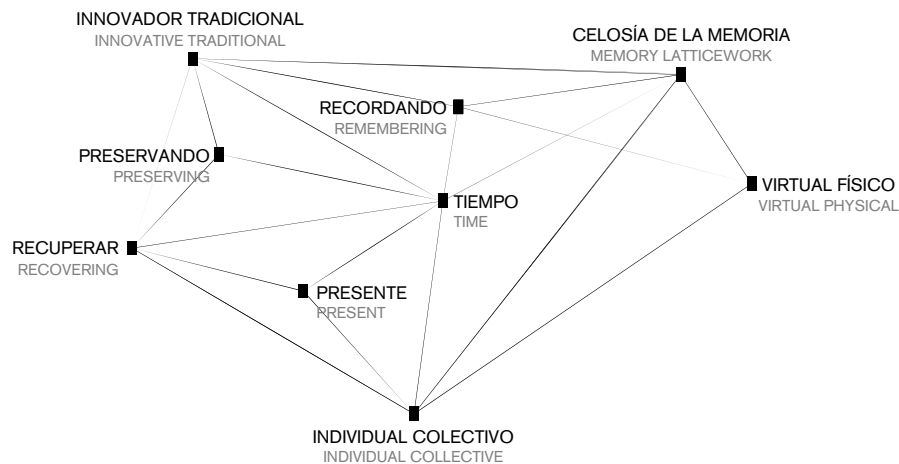 INNOVADOR TRADICIONAL
INNOVATIVE TRADITIONAL
CELOSÍA DE LA MEMORIA
MEMORY LATTICEWORK
RECORDANDO
REMEMBERING
PRESERVANDO
PRESERVING
VIRTUAL FÍSICO
VIRTUAL PHYSICAL
TIEMPO
TIME
RECUPERAR
RECOVERING
PRESENTE
PRESENT
INDIVIDUAL COLECTIVO
INDIVIDUAL COLLECTIVE